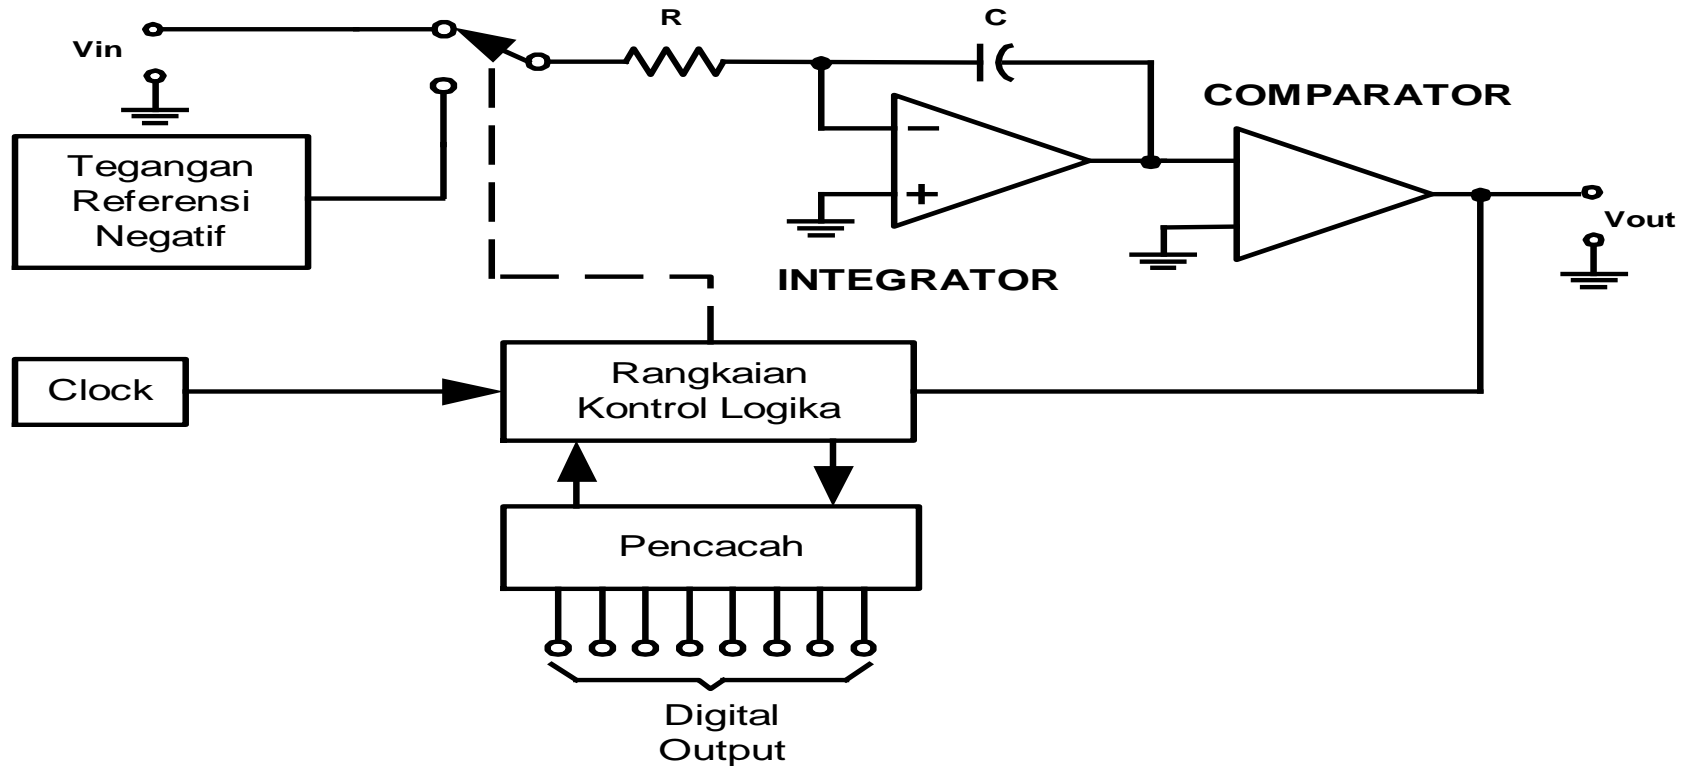 R
C
Vin
COMPARATOR
Tegangan
Referensi
Negatif
−
+
Vout
INTEGRATOR
Clock
Rangkaian
Kontrol Logika
Pencacah
Digital
Output